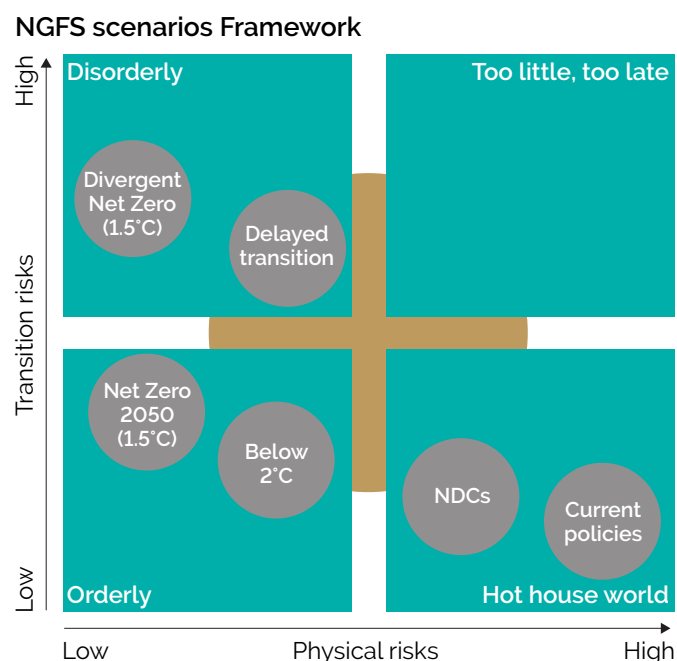 NGFS scenarios Framework
High
Transition risks
Low
Disorderly
Too little, too late
Divergent
Net Zero
(1.5°C)
Delayed
transition
Net Zero
2050
(1.5°C)
Below
2°C
NDCs
Current
policies
Orderly
Hot house world
Low
Physical risks
High